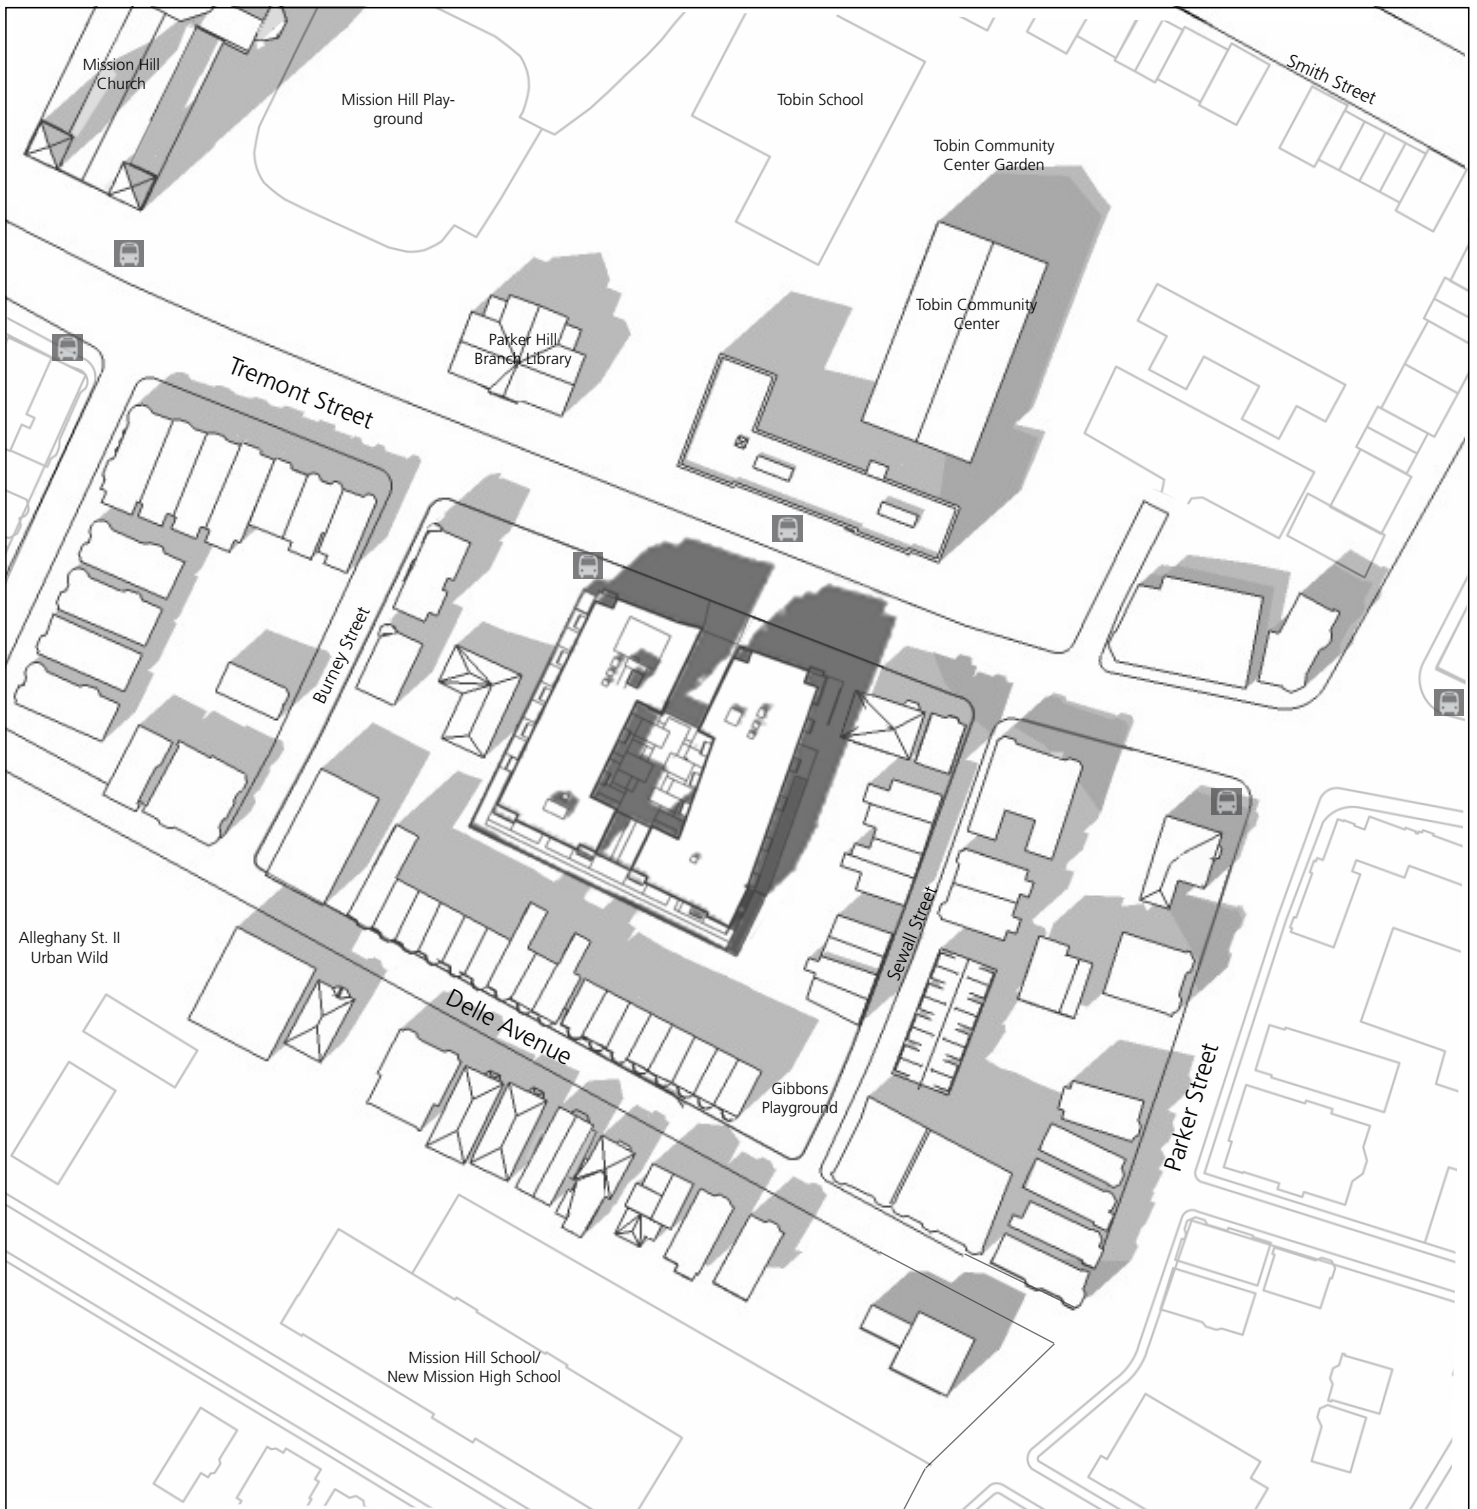 Smith Street
Mission Hill
Church
Mission Hill Play-
ground
Tobin School
Tobin Community
Center Garden
Tobin Community
Center
Parker Hill
Branch Library
Tremont Street
Burney Street
Sewall Street
Alleghany St. II
Urban Wild
Delle Avenue
Gibbons
Playground
Parker Street
Mission Hill School/
New Mission High School